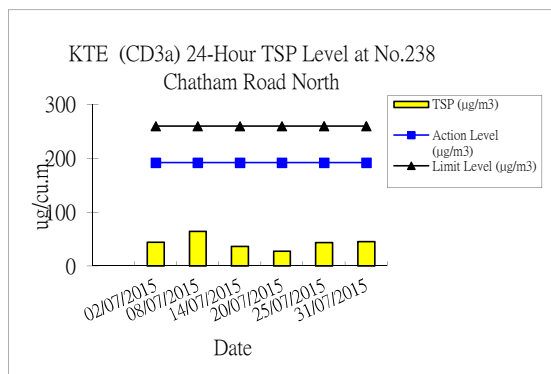 KTE (CD3a) 24-Hour TSP Level at No.238
Chatham Road North
300
200
100
0
ug/cu.m
TSP (μg/m3)
Action Level
(μg/m3)
Limit Level (μg/m3)
02/07/2015
08/07/2015
14/07/2015
20/07/2015
25/07/2015
31/07/2015
Date